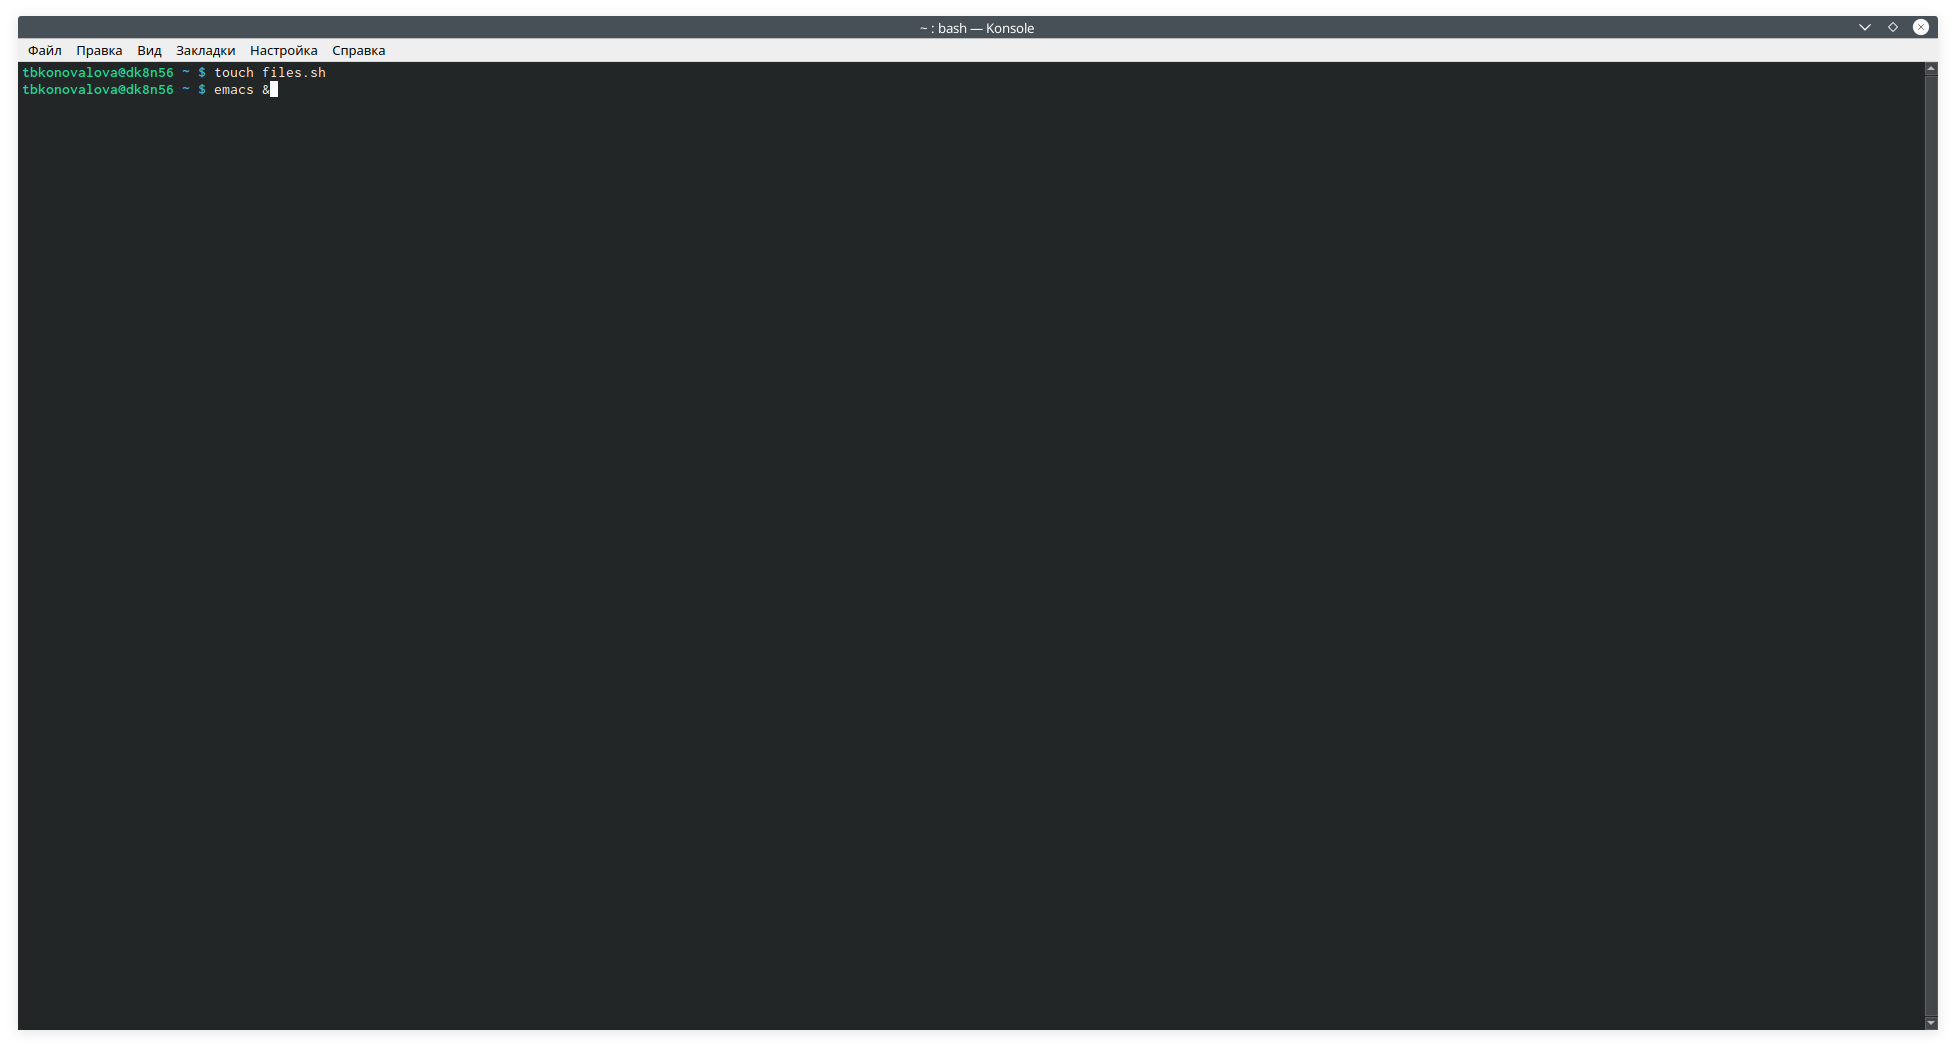 ~ : bash — Konsole
Файл Правка Вид Закладки Настройка Справка
tbkonovalova@dk8n56 ~ $ touch files.sh
tbkonovalova@dk8n56 ~ $ emacs &